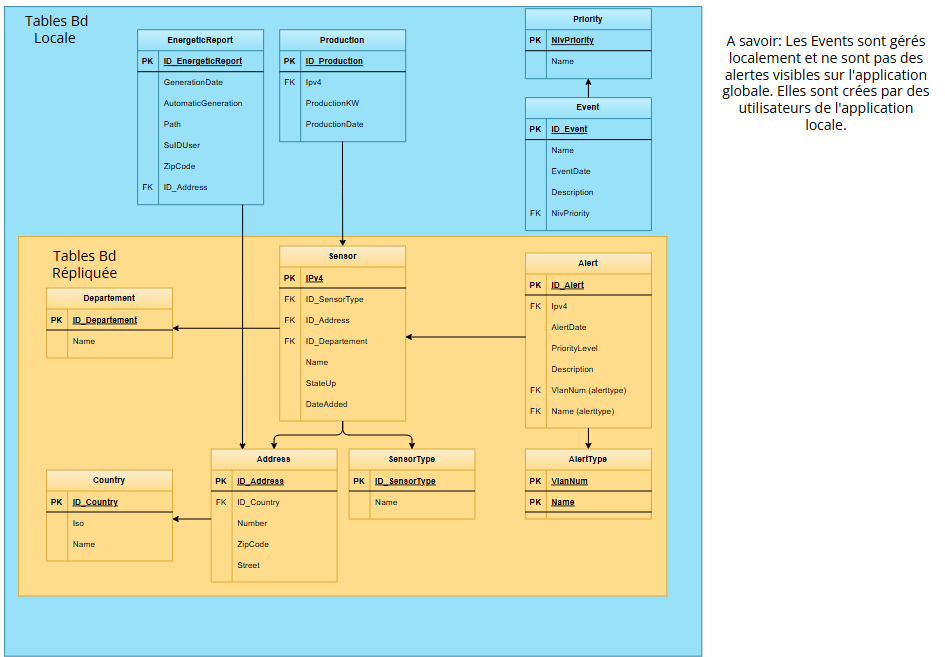 Tables Bd
Locale
EnergeticReport
PK ID_EnergeticReport
GenerationDate
AutomaticGeneration
Path
SuIDUser
ZipCode
FK ID_Address
Production
PK ID_Production
FK Ipv4
ProductionKW
ProductionDate
Priority
PK NivPriority
Name
Event
PK ID_Event
Name
EventDate
Description
FK NivPriority
A savoir: Les Events sont gérés
localement et ne sont pas des
alertes visibles sur l'application
globale. Elles sont crées par des
utilisateurs de l'application
locale.
Tables Bd
Répliquée
Departement
PK ID_Departement
Name
Sensor
PK IPv4
FK ID_SensorType
FK ID_Address
FK ID_Departement
Name
StateUp
DateAdded
Alert
PK ID_Alert
FK Ipv4
AlertDate
PriorityLevel
Description
FK VlanNum (alerttype)
FK Name (alerttype)
Country
PK ID_Country
Iso
Name
Address
PK ID_Address
FK ID_Country
Number
ZipCode
Street
SensorType
PK ID_SensorType
Name
AlertType
PK VlanNum
PK Name